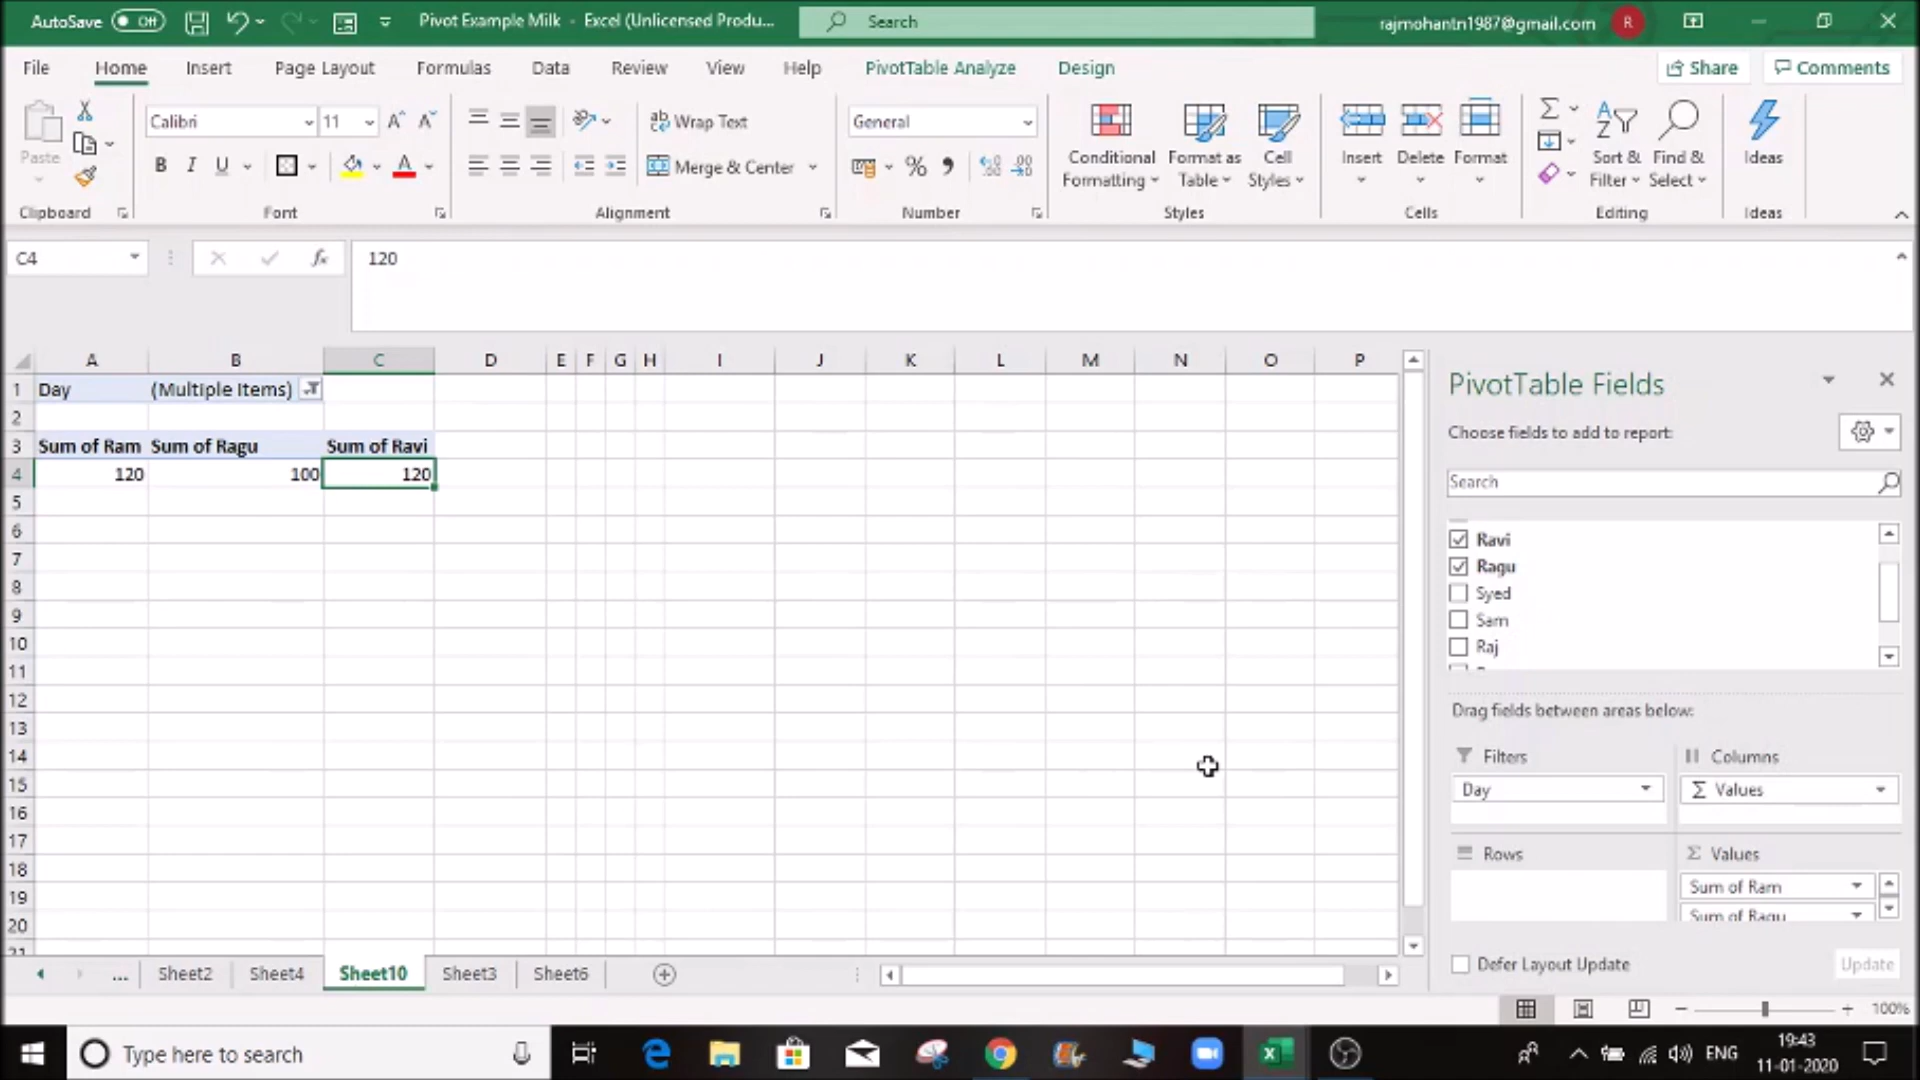 AutoSave Off Pivot Example Milk - Excel (Unlicensed Produ... Search rajmohantn1987@gmail.com R
File Home Insert Page Layout Formulas Data Review View Help PivotTable Analyze Design Share Comments
Paste Calibri 11 A^ A˅ ab Wrap Text General
B I U A Merge & Center % ,
Conditional Formatting Format as Table Cell Styles Insert Delete Format Sort & Filter Find & Select Ideas
Clipboard Font Alignment Number Styles Cells Editing Ideas
C4 fx 120
A B C D E F G H I J K L M N O P
1 Day (Multiple Items)
2
3 Sum of Ram Sum of Ragu Sum of Ravi
4 120 100 120
5
6
7
8
9
10
11
12
13
14
15
16
17
18
19
20
21
PivotTable Fields
Choose fields to add to report:
Search
Ravi
Ragu
Syed
Sam
Raj
Drag fields between areas below:
Filters Columns
Day Σ Values
Rows Σ Values
Sum of Ram
Sum of Ragu
Defer Layout Update Update
... Sheet2 Sheet4 Sheet10 Sheet3 Sheet6
100%
Type here to search ENG 19:43
11-01-2020